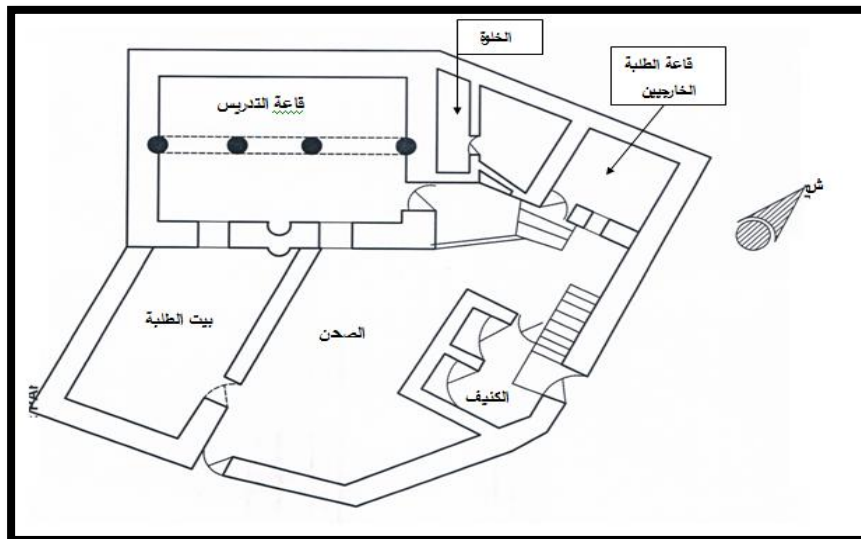 الخلوة
قاعة الطلبة
الخارجيين
قاعة التدريس
بيت الطلبة
الصحن
الكنيف